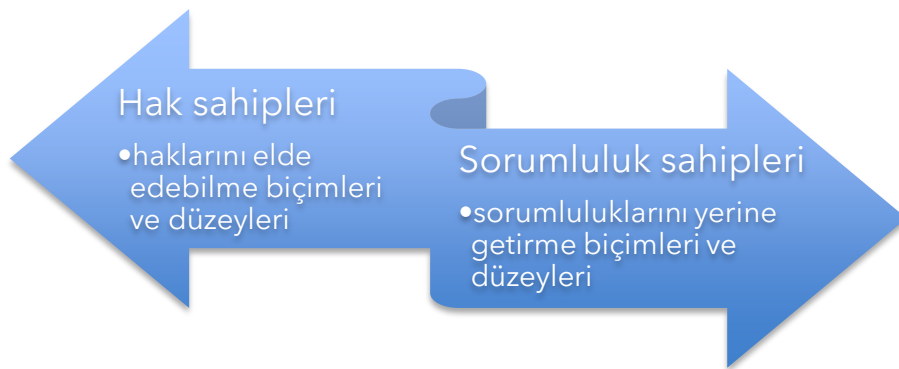 Hak sahipleri
•haklarını elde
edebilme biçimleri
ve düzeyleri
Sorumluluk sahipleri
•sorumluluklarını yerine
getirme biçimleri ve
düzeyleri